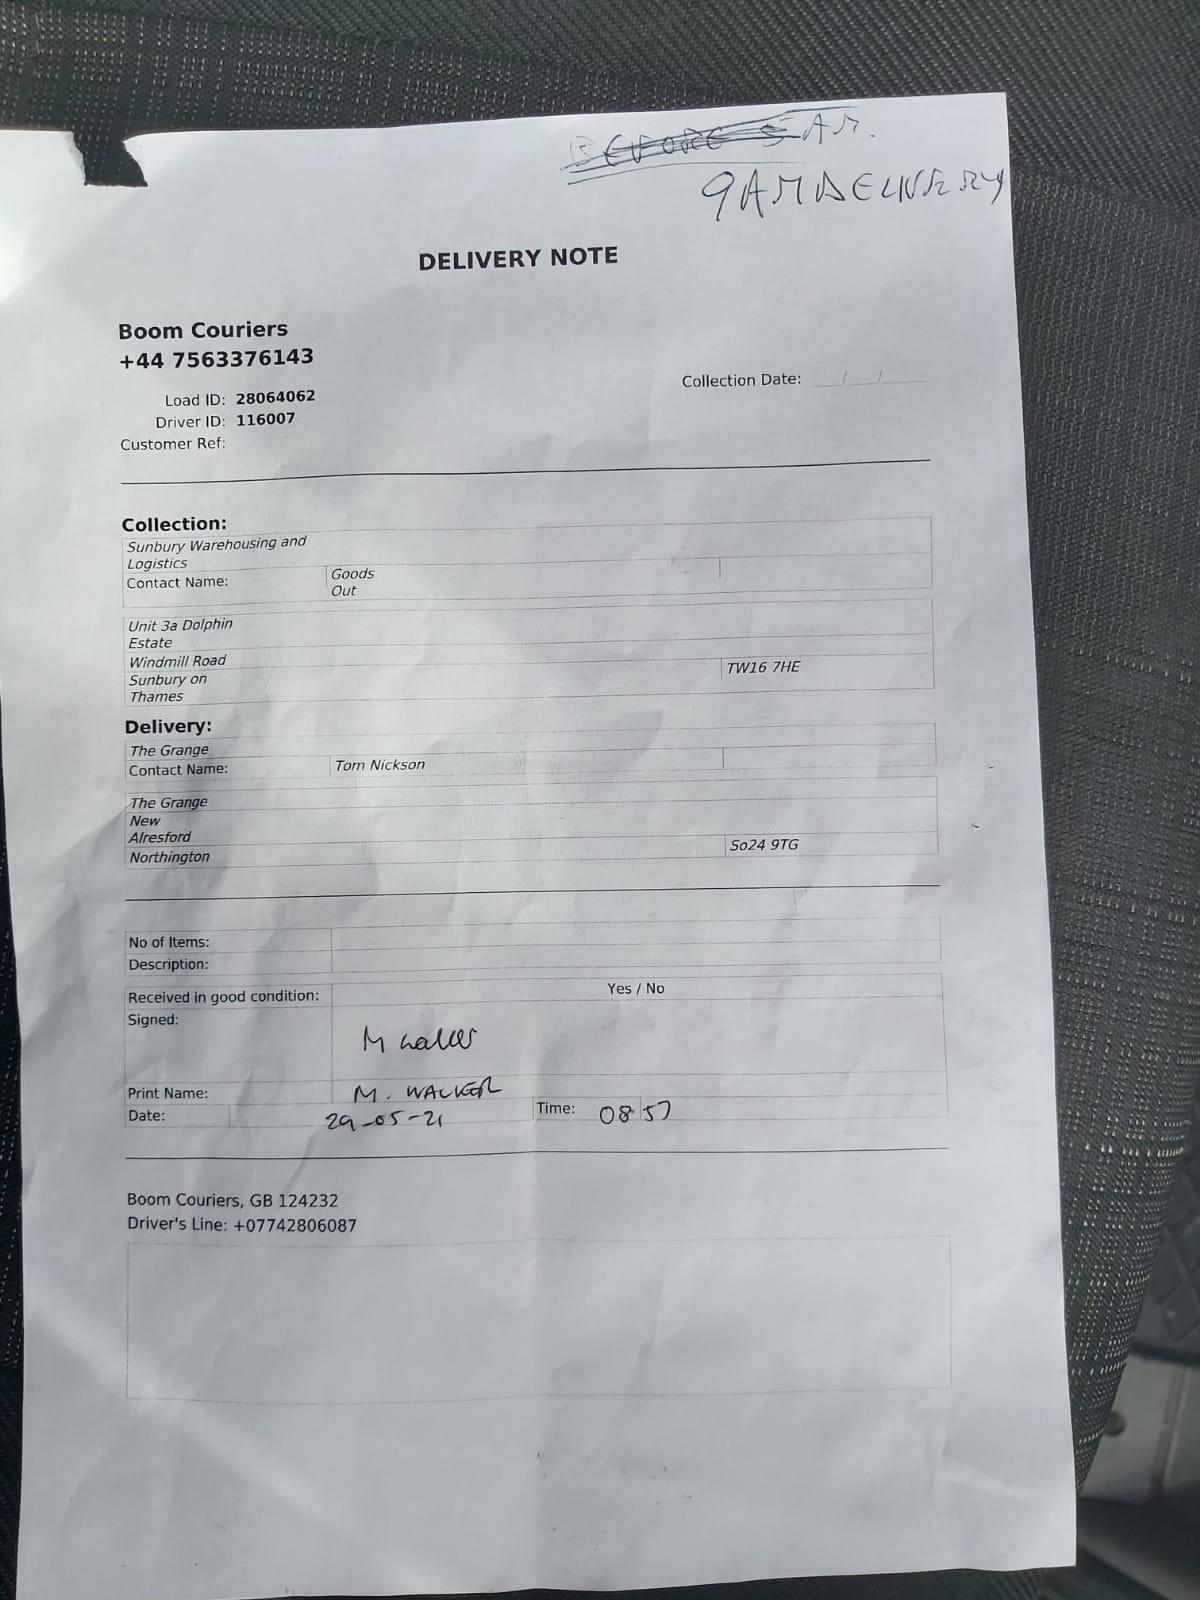 BEFORE 9 AM.
9AM DELIVERY
DELIVERY NOTE
Boom Couriers
+44 7563376143
Collection Date: __/__/____
Load ID: 28064062
Driver ID: 116007
Customer Ref:
Collection:
Sunbury Warehousing and
Logistics
Contact Name: Goods
Out
Unit 3a Dolphin
Estate
Windmill Road
Sunbury on TW16 7HE
Thames
Delivery:
The Grange
Contact Name: Tom Nickson
The Grange
New
Alresford
Northington So24 9TG
No of Items:
Description:
Received in good condition: Yes / No
Signed: M Walker
Print Name: M. WALKER
Date: 29-05-21 Time: 08 57
Boom Couriers, GB 124232
Driver's Line: +07742806087